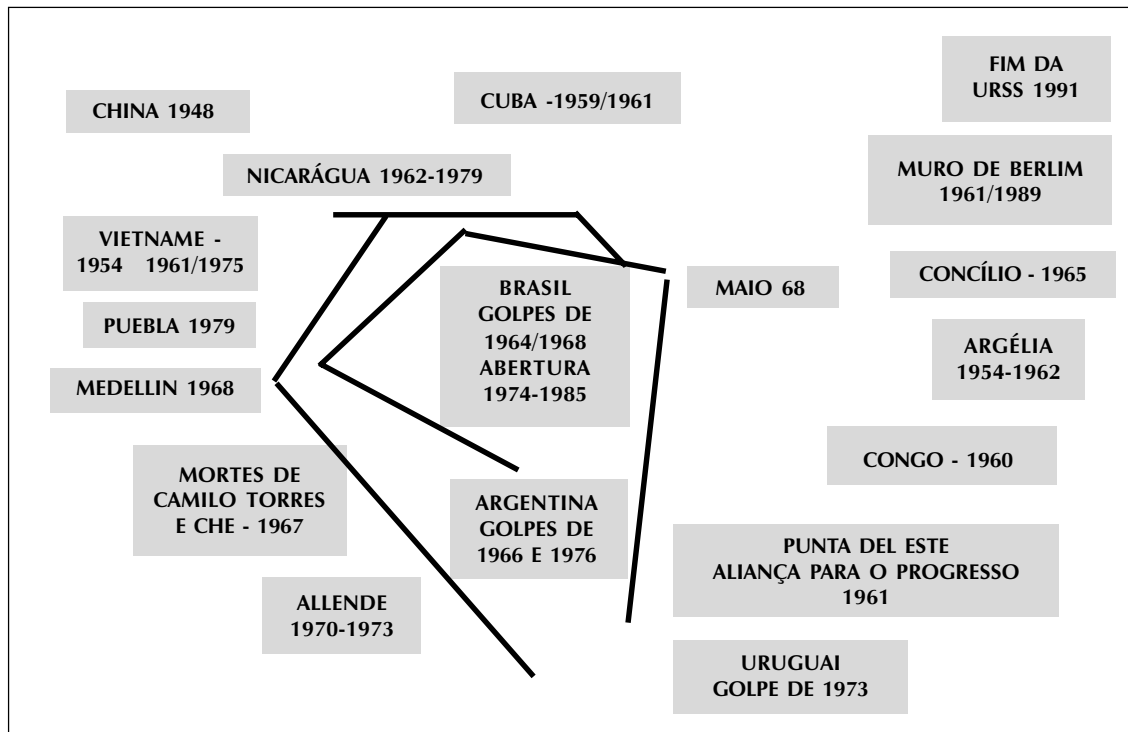 FIM DA
URSS 1991
CUBA -1959/1961
CHINA 1948
MURO DE BERLIM
1961/1989
NICARÁGUA 1962-1979
VIETNAME -
1954 1961/1975
CONCÍLIO - 1965
MAIO 68
BRASIL
GOLPES DE
1964/1968
ABERTURA
1974-1985
PUEBLA 1979
ARGÉLIA
1954-1962
MEDELLIN 1968
CONGO - 1960
MORTES DE
CAMILO TORRES
E CHE - 1967
ARGENTINA
GOLPES DE
1966 E 1976
PUNTA DEL ESTE
ALIANÇA PARA O PROGRESSO
1961
ALLENDE
1970-1973
URUGUAI
GOLPE DE 1973